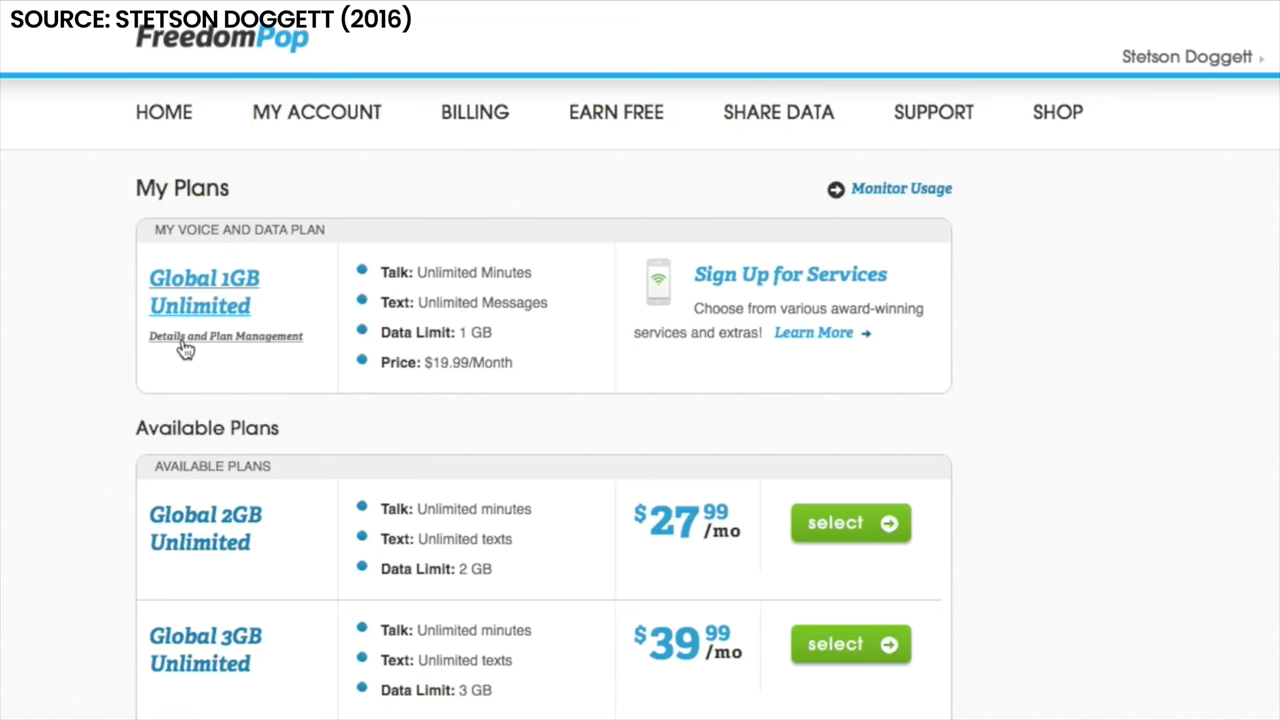 SOURCE: STETSON DOGGETT (2016)
FreedomPop
Stetson Doggett
HOME MY ACCOUNT BILLING EARN FREE SHARE DATA SUPPORT SHOP
My Plans
Monitor Usage
MY VOICE AND DATA PLAN
Global 1GB
Unlimited
Details and Plan Management
Talk: Unlimited Minutes
Text: Unlimited Messages
Data Limit: 1 GB
Price: $19.99/Month
Sign Up for Services
Choose from various award-winning
services and extras! Learn More
Available Plans
AVAILABLE PLANS
Global 2GB
Unlimited
Talk: Unlimited minutes
Text: Unlimited texts
Data Limit: 2 GB
$27 99 /mo
select
Global 3GB
Unlimited
Talk: Unlimited minutes
Text: Unlimited texts
Data Limit: 3 GB
$39 99 /mo
select